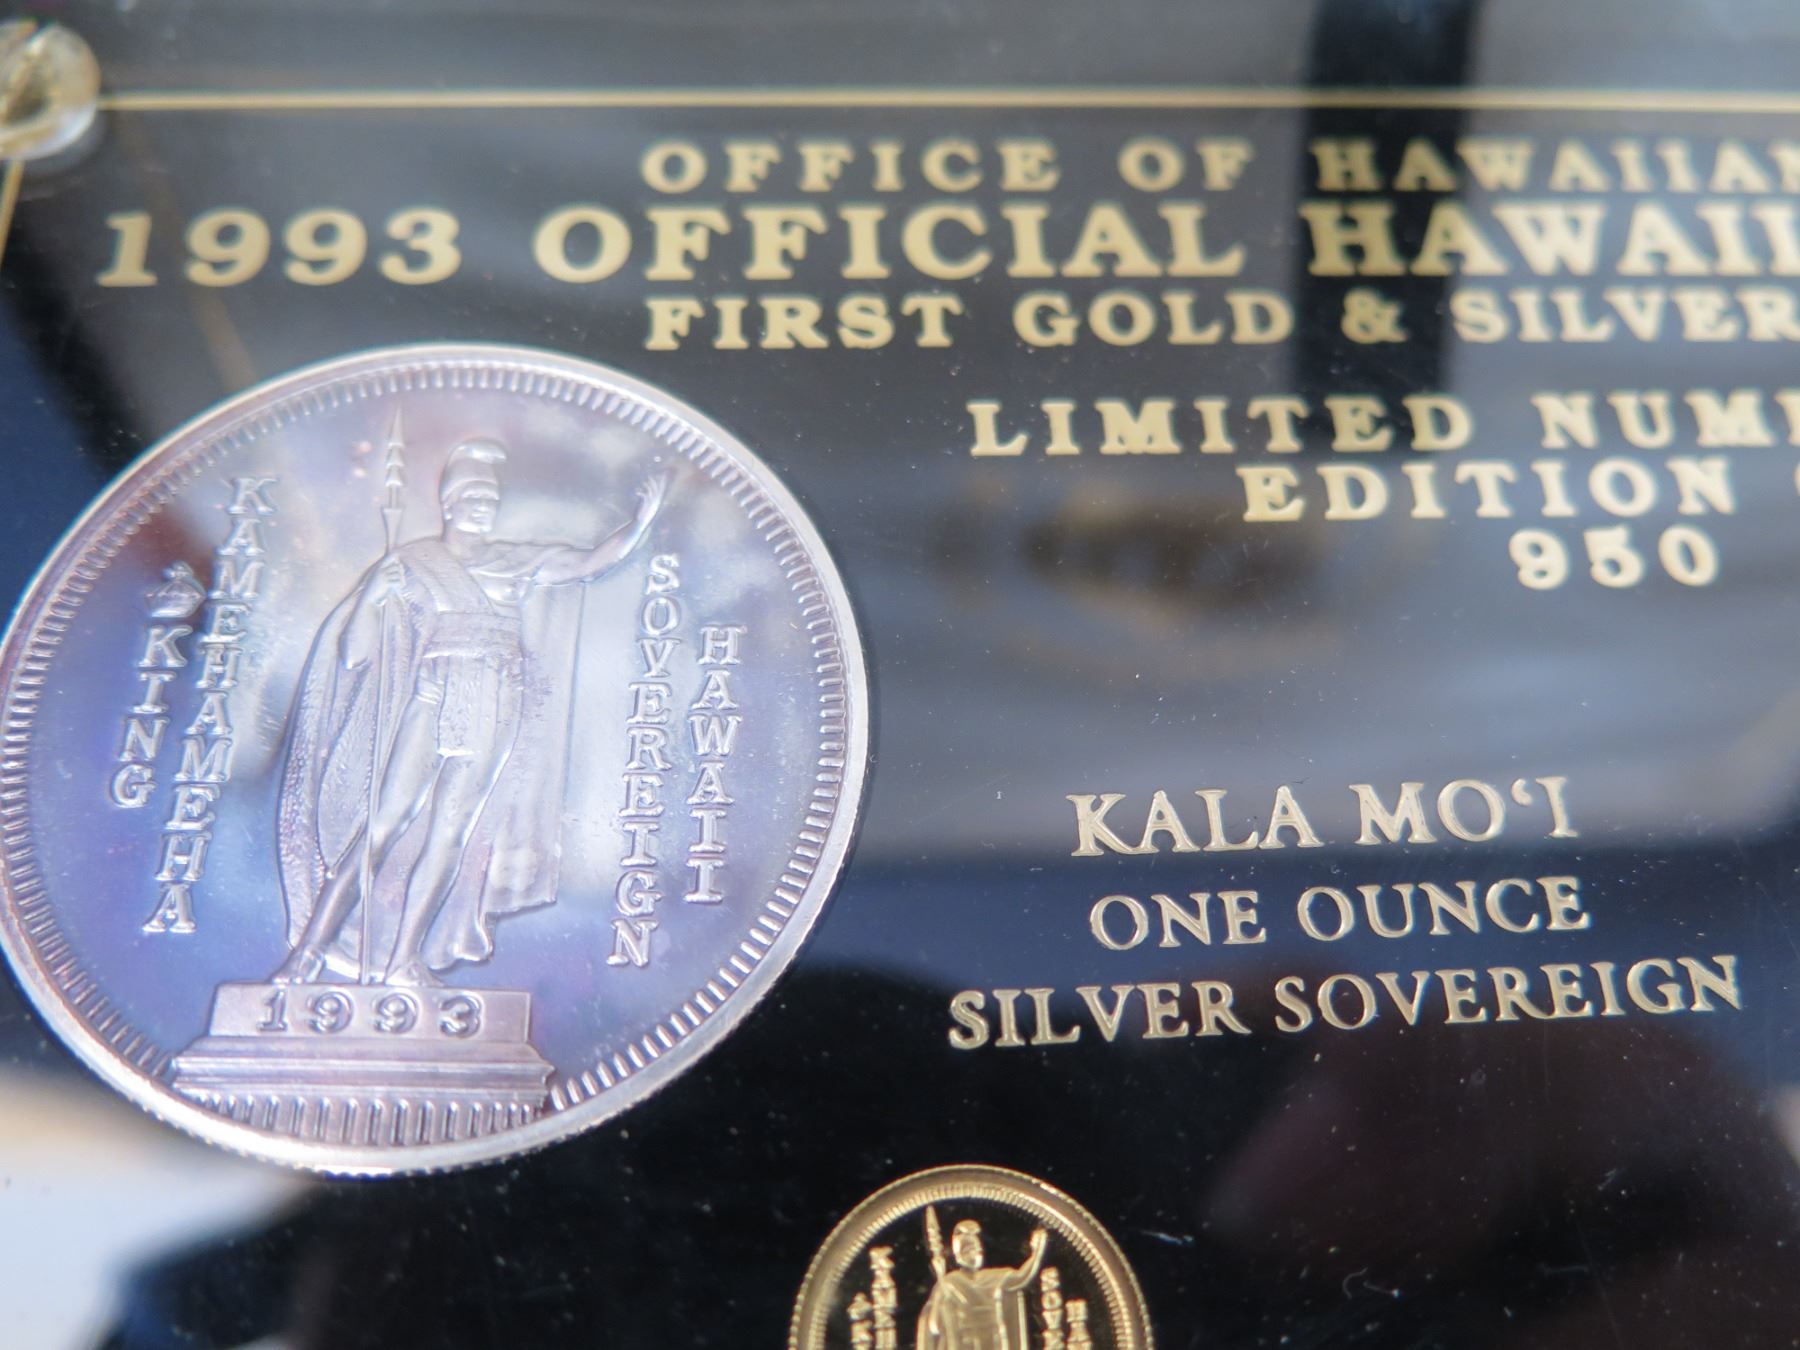 OFFICE OF HAWAIIAN
1993 OFFICIAL HAWAII
FIRST GOLD & SILVER
LIMITED NUM
EDITION
950
KING
KAMEHAMEHA
SOVEREIGN
HAWAII
1993
KALA MOʻI
ONE OUNCE
SILVER SOVEREIGN